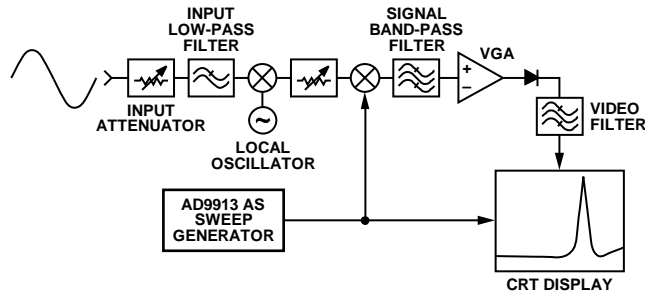 INPUT
LOW-PASS
FILTER
SIGNAL
BAND-PASS
FILTER
VGA
+
–
INPUT
ATTENUATOR
~
LOCAL
OSCILLATOR
VIDEO
FILTER
AD9913 AS
SWEEP
GENERATOR
CRT DISPLAY